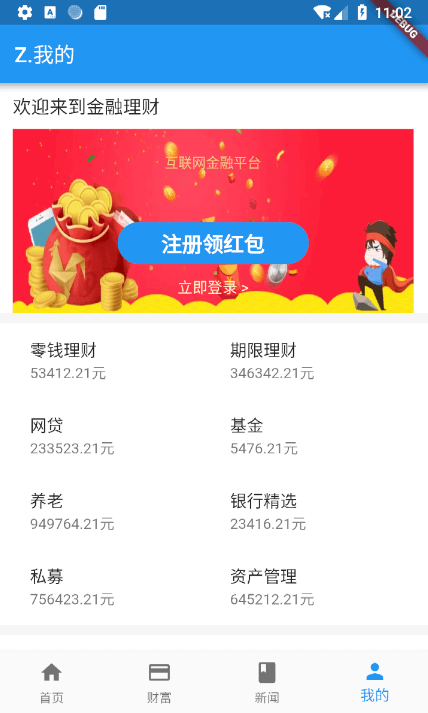 11:02
DEBUG
Z.我的
欢迎来到金融理财
互联网金融平台
注册领红包
立即登录 >
零钱理财
期限理财
53412.21元
346342.21元
网贷
基金
233523.21元
5476.21元
养老
银行精选
949764.21元
23416.21元
私募
资产管理
756423.21元
645212.21元
首页
财富
新闻
我的